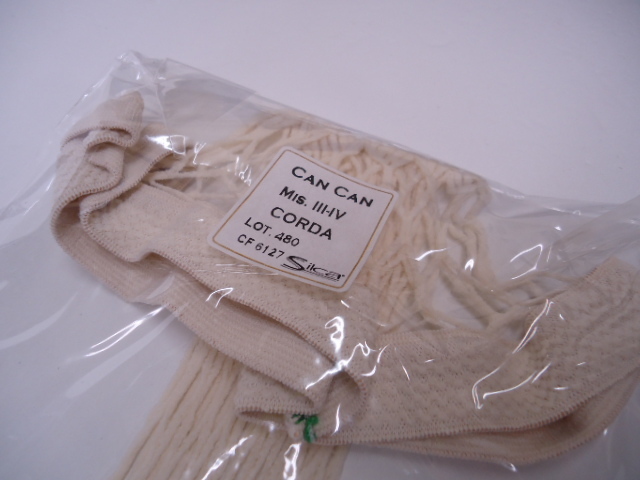 CAN CAN
MIS. III-IV
CORDA
LOT. 480
CF 6127 Silca